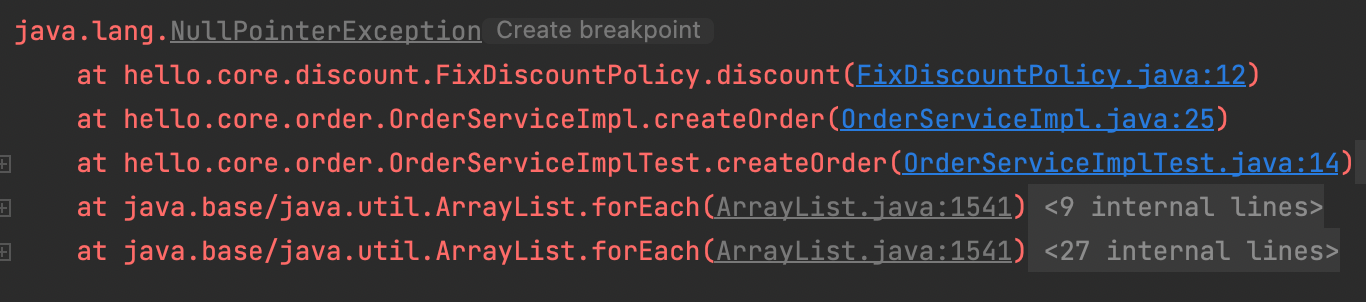 java.lang.NullPointerException Create breakpoint
at hello.core.discount.FixDiscountPolicy.discount(FixDiscountPolicy.java:12)
at hello.core.order.OrderServiceImpl.createOrder(OrderServiceImpl.java:25)
at hello.core.order.OrderServiceImplTest.createOrder(OrderServiceImplTest.java:14)
at java.base/java.util.ArrayList.forEach(ArrayList.java:1541) <9 internal lines>
at java.base/java.util.ArrayList.forEach(ArrayList.java:1541) <27 internal lines>